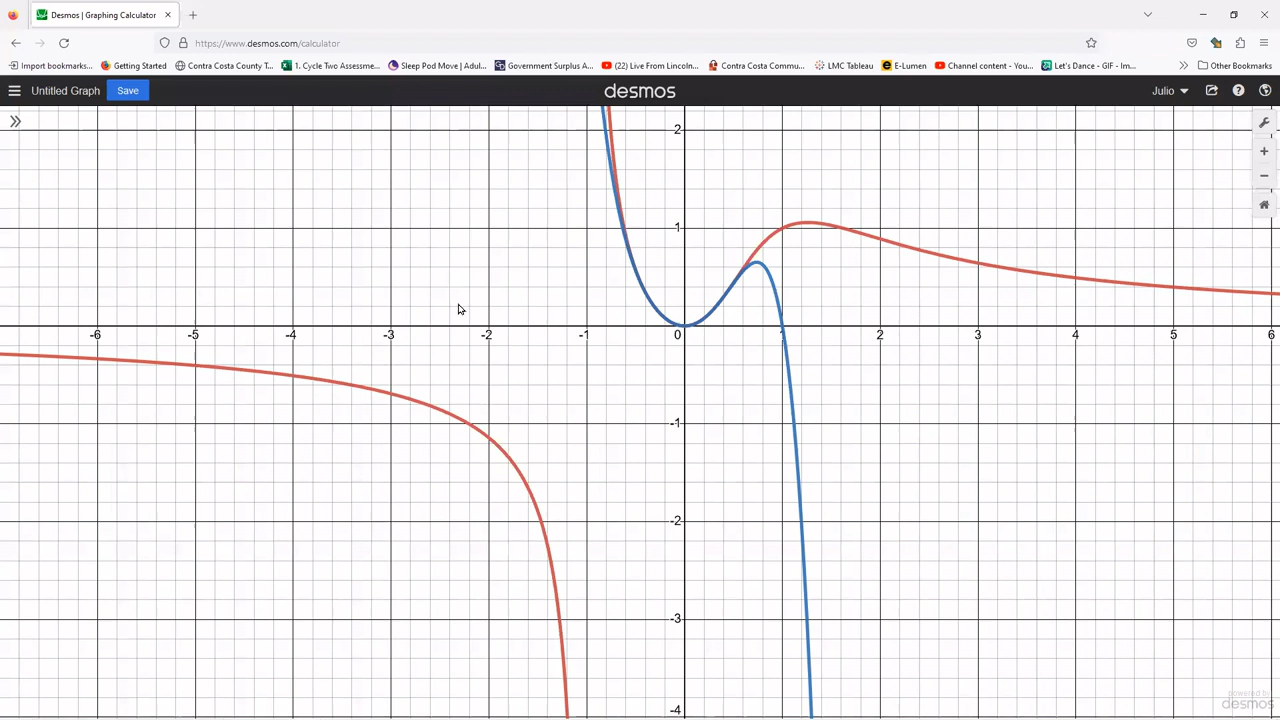 Desmos | Graphing Calculator
https://www.desmos.com/calculator
Import bookmarks... Getting Started Contra Costa County T... 1. Cycle Two Assessme... Sleep Pod Move | Adul... Government Surplus A... (22) Live From Lincoln... Contra Costa Commu... LMC Tableau E-Lumen Channel content - You... Let's Dance - GIF - Im... Other Bookmarks
Untitled Graph Save desmos Julio
2
1
-6 -5 -4 -3 -2 -1 0 1 2 3 4 5 6
-1
-2
-3
-4
powered by
desmos